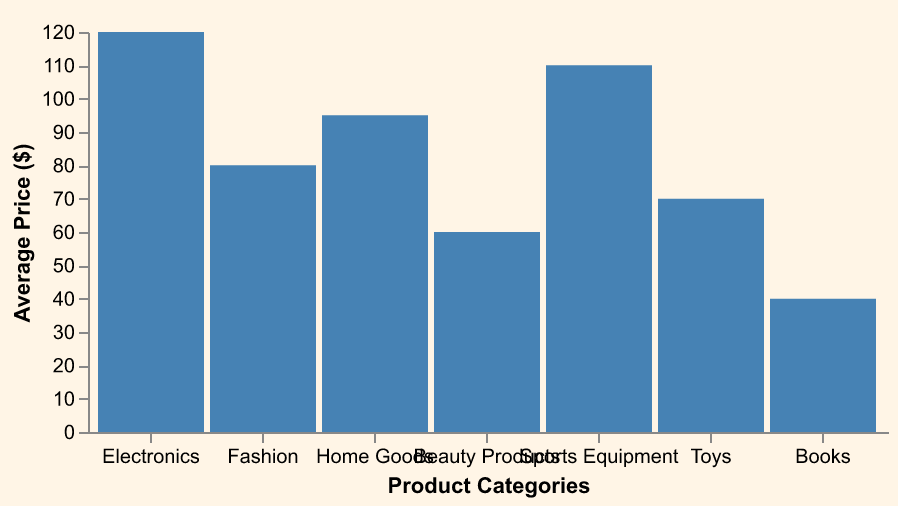 Average Price ($)
120
110
100
90
80
70
60
50
40
30
20
10
0
Electronics
Fashion
Home Goods
Beauty Products
Sports Equipment
Toys
Books
Product Categories